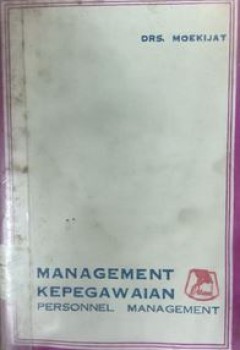 DRS. MOEKIJAT
MANAGEMENT
KEPEGAWAIAN
PERSONNEL MANAGEMENT